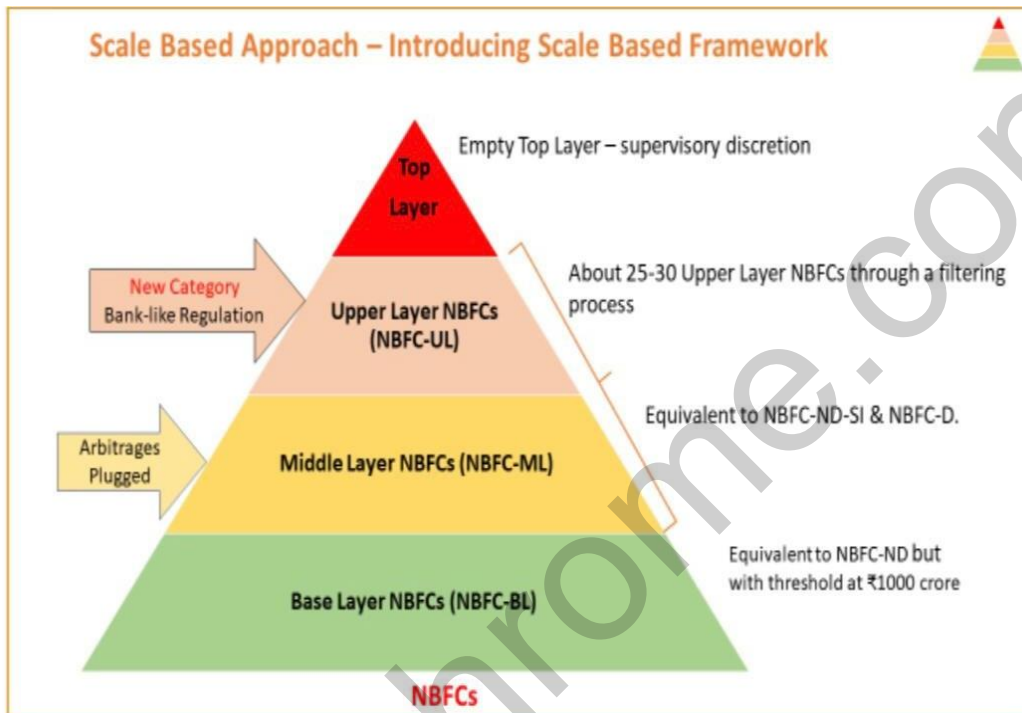 Scale Based Approach – Introducing Scale Based Framework
Empty Top Layer – supervisory discretion
Top
Layer
About 25-30 Upper Layer NBFCs through a filtering
process
New Category
Bank-like Regulation
Upper Layer NBFCs
(NBFC-UL)
Equivalent to NBFC-ND-SI & NBFC-D.
Arbitrages
Plugged
Middle Layer NBFCs (NBFC-ML)
Equivalent to NBFC-ND but
with threshold at ₹1000 crore
Base Layer NBFCs (NBFC-BL)
NBFCs
hrome.co